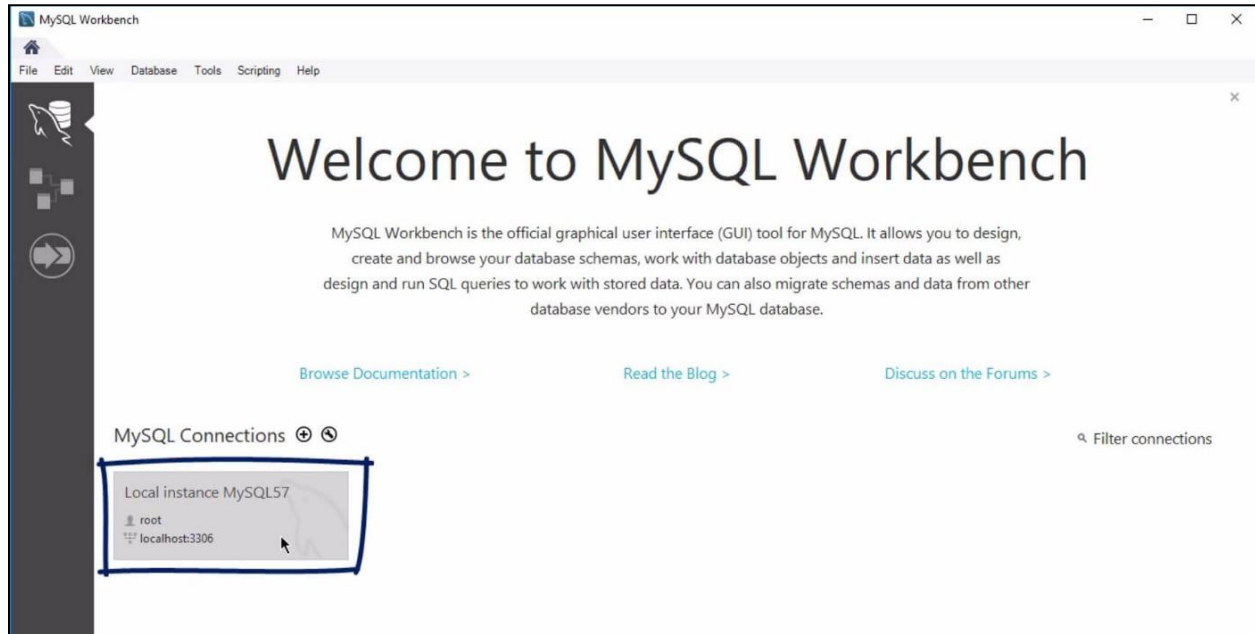 MySQL Workbench
File Edit View Database Tools Scripting Help
Welcome to MySQL Workbench
MySQL Workbench is the official graphical user interface (GUI) tool for MySQL. It allows you to design,
create and browse your database schemas, work with database objects and insert data as well as
design and run SQL queries to work with stored data. You can also migrate schemas and data from other
database vendors to your MySQL database.
Browse Documentation > Read the Blog > Discuss on the Forums >
MySQL Connections Filter connections
Local instance MySQL57
root
localhost:3306